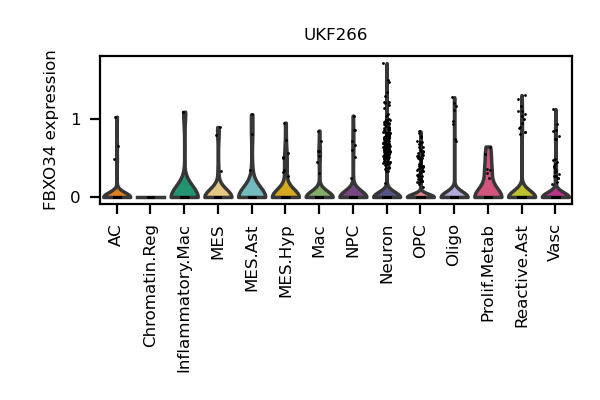 UKF266
FBXO34 expression
1
0
AC
Chromatin.Reg
Inflammatory.Mac
MES
MES.Ast
MES.Hyp
Mac
NPC
Neuron
OPC
Oligo
Prolif.Metab
Reactive.Ast
Vasc